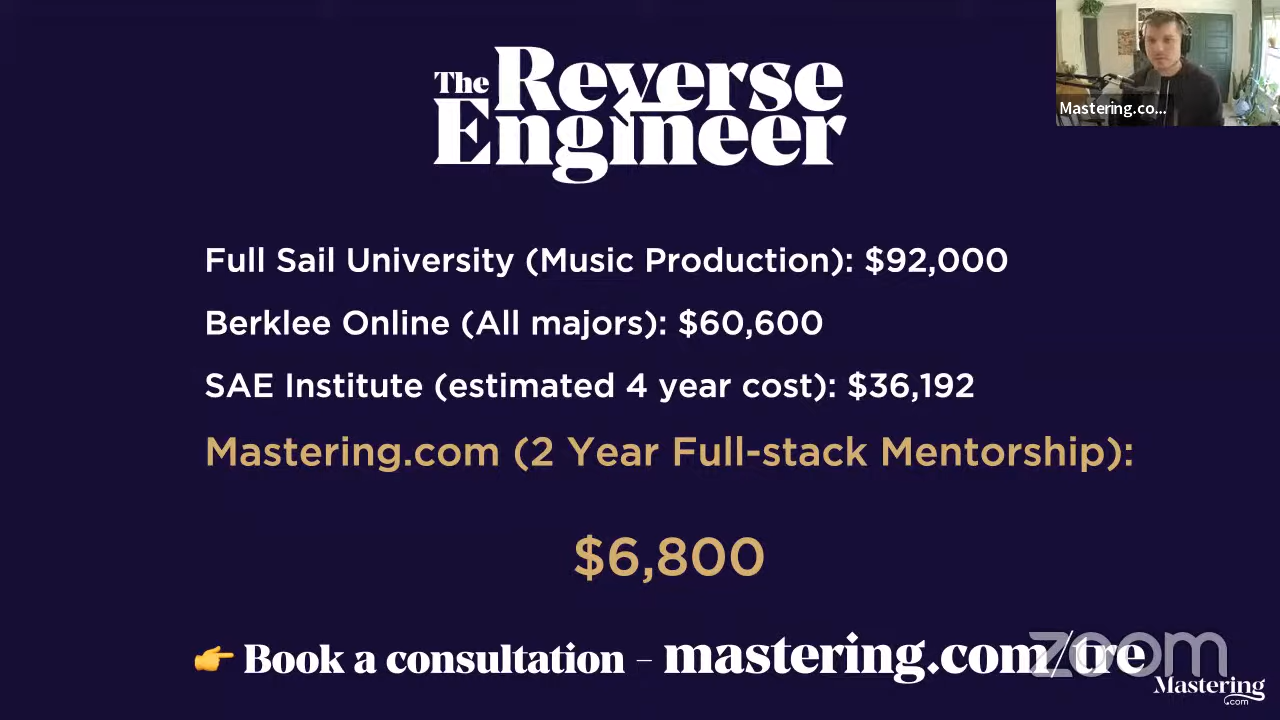 The Reverse
Engineer
Mastering.co...
Full Sail University (Music Production): $92,000
Berklee Online (All majors): $60,600
SAE Institute (estimated 4 year cost): $36,192
Mastering.com (2 Year Full-stack Mentorship):
$6,800
👉 Book a consultation - mastering.com/tre
zoom
Mastering
.com